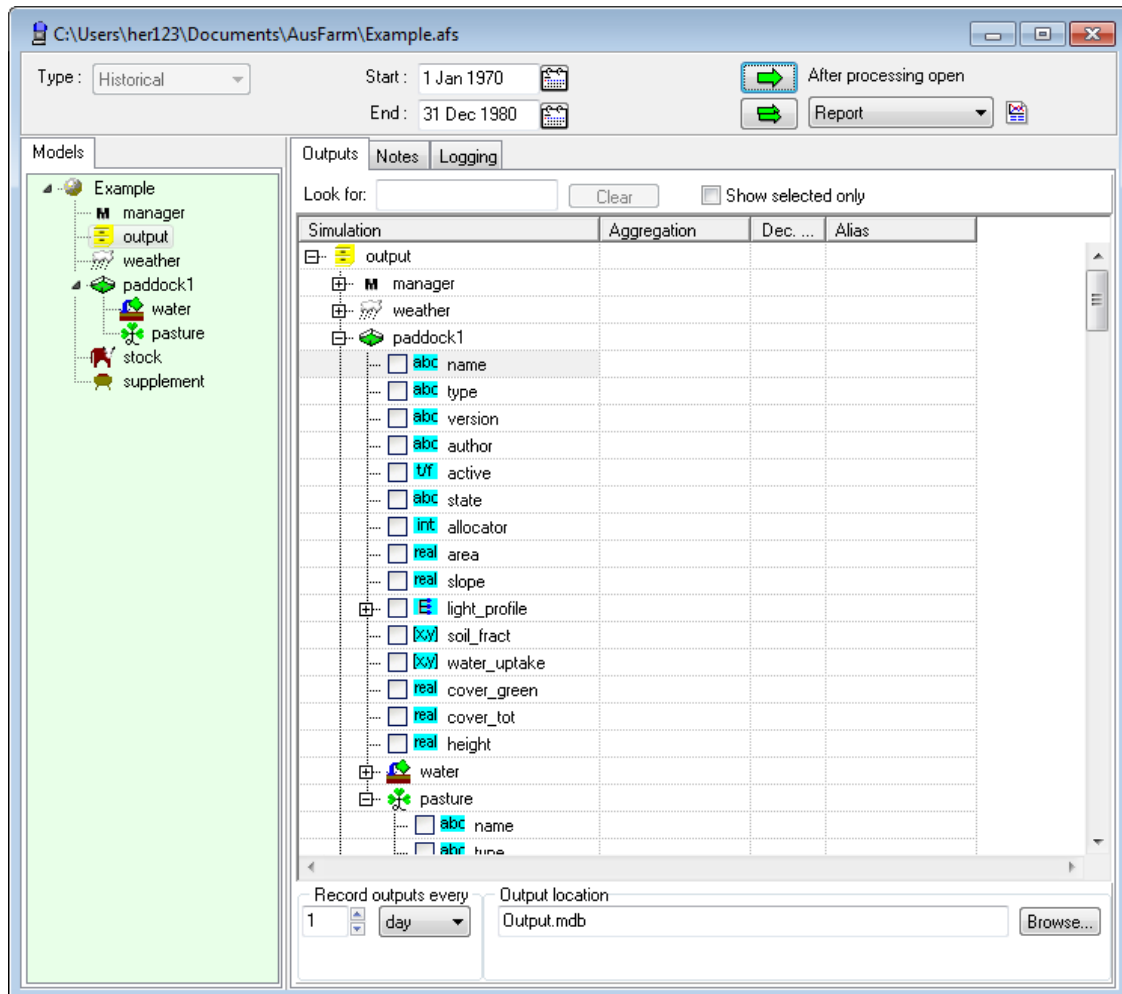 C:\Users\her123\Documents\AusFarm\Example.afs
Type : Historical
Start : 1 Jan 1970
End : 31 Dec 1980
After processing open
Report
Models
Example
M manager
output
weather
paddock1
water
pasture
stock
supplement
Outputs Notes Logging
Look for: Clear Show selected only
Simulation Aggregation Dec. ... Alias
output
M manager
weather
paddock1
abc name
abc type
abc version
abc author
t/f active
abc state
int allocator
real area
real slope
E light_profile
[x,y] soil_fract
[x,y] water_uptake
real cover_green
real cover_tot
real height
water
pasture
abc name
abc type
Record outputs every
1 day
Output location
Output.mdb Browse...